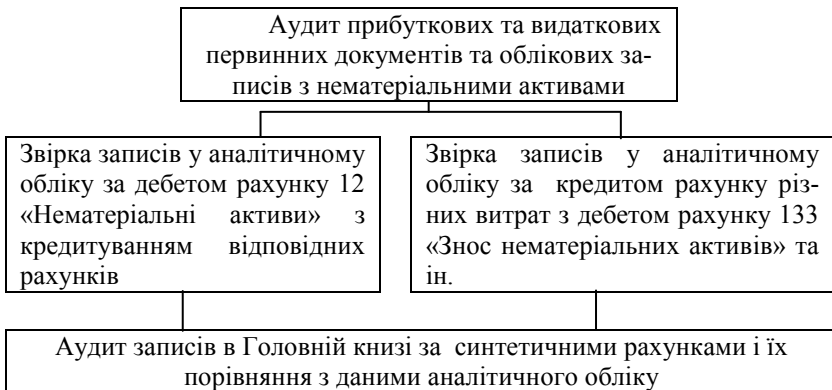 Аудит прибуткових та видаткових
первинних документів та облікових за-
писів з нематеріальними активами
Звірка записів у аналітичному
обліку за дебетом рахунку 12
«Нематеріальні активи» з
кредитуванням відповідних
рахунків
Звірка записів у аналітичному
обліку за кредитом рахунку різ-
них витрат з дебетом рахунку 133
«Знос нематеріальних активів» та
ін.
Аудит записів в Головній книзі за синтетичними рахунками і їх
порівняння з даними аналітичного обліку